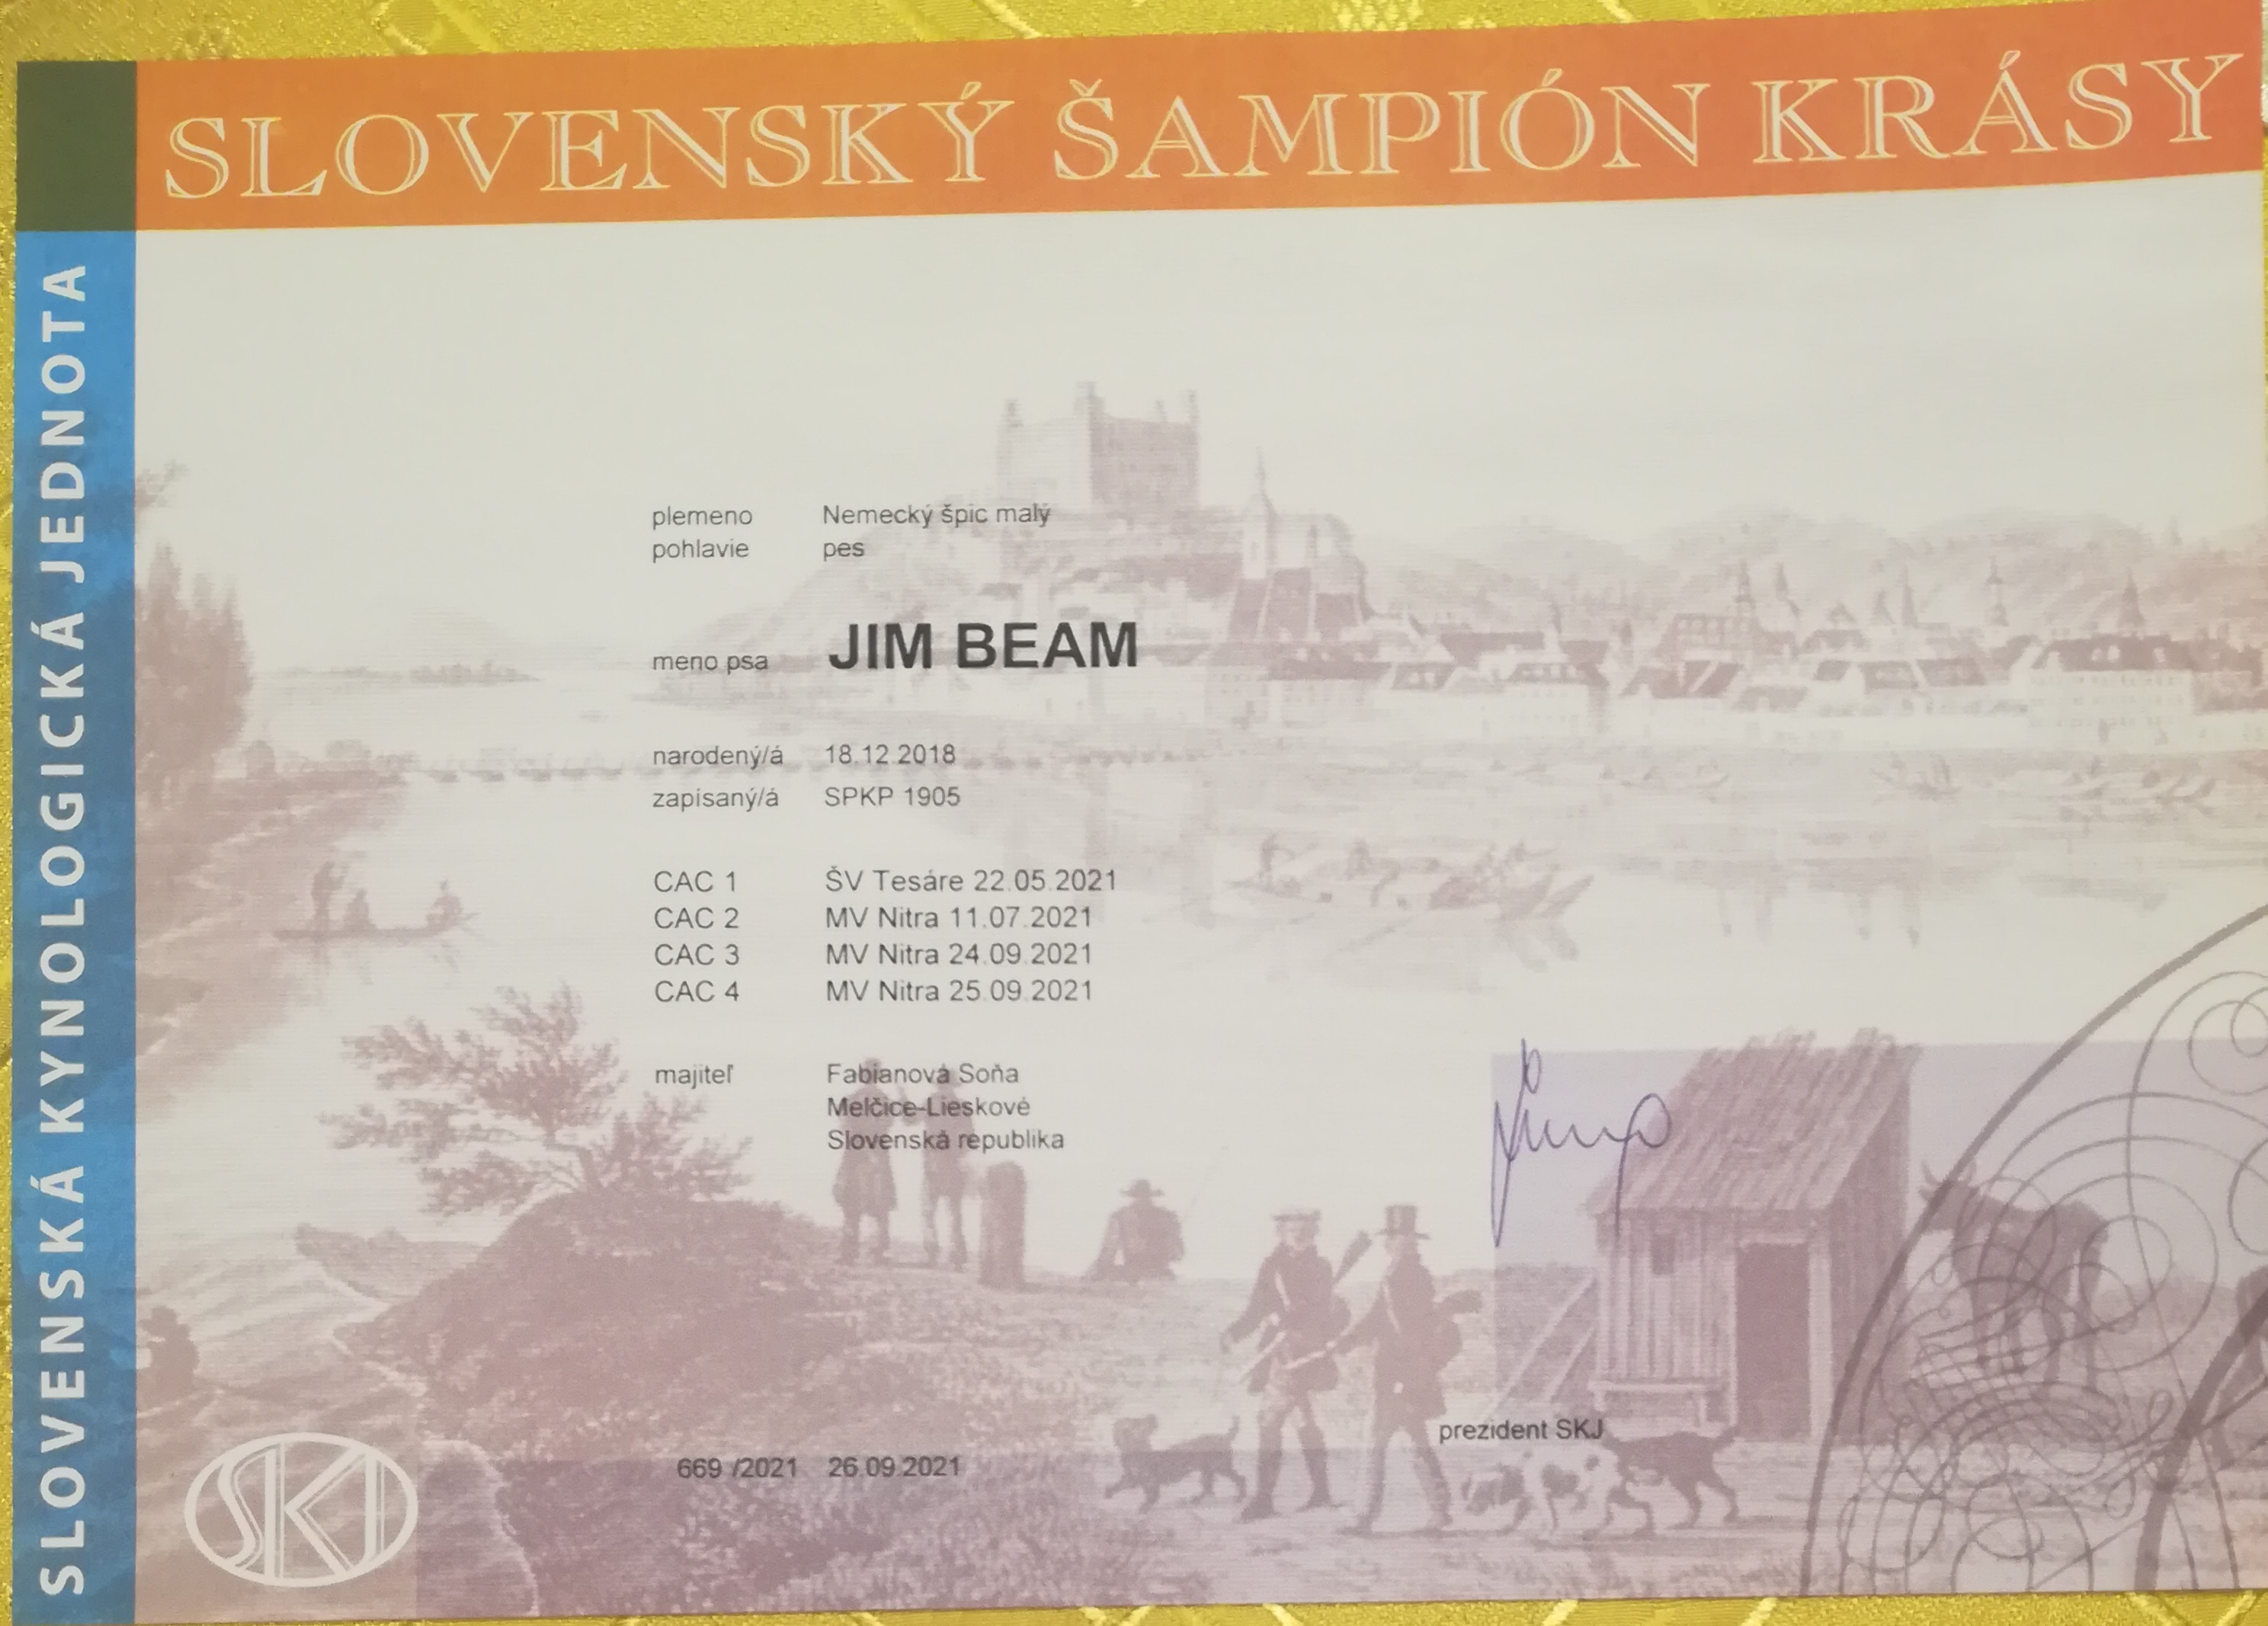 SLOVENSKÝ ŠAMPIÓN KRÁSY
SLOVENSKÁ KYNOLOGICKÁ JEDNOTA
plemeno Nemecký špic malý
pohlavie pes
meno psa JIM BEAM
narodený/á 18.12.2018
zapísaný/á SPKP 1905
CAC 1 ŠV Tesáre 22.05.2021
CAC 2 MV Nitra 11.07.2021
CAC 3 MV Nitra 24.09.2021
CAC 4 MV Nitra 25.09.2021
majiteľ Fabianová Soňa
Melčice-Lieskové
Slovenská republika
prezident SKJ
669 /2021 26.09.2021
SKJ